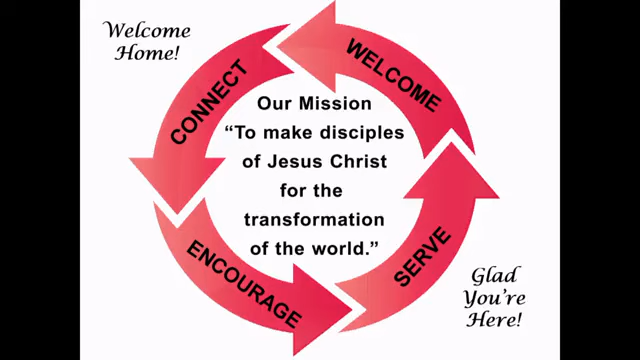 Welcome
Home!
WELCOME
CONNECT
Our Mission
“To make disciples
of Jesus Christ
for the
transformation
of the world.”
ENCOURAGE
SERVE
Glad
You’re
Here!